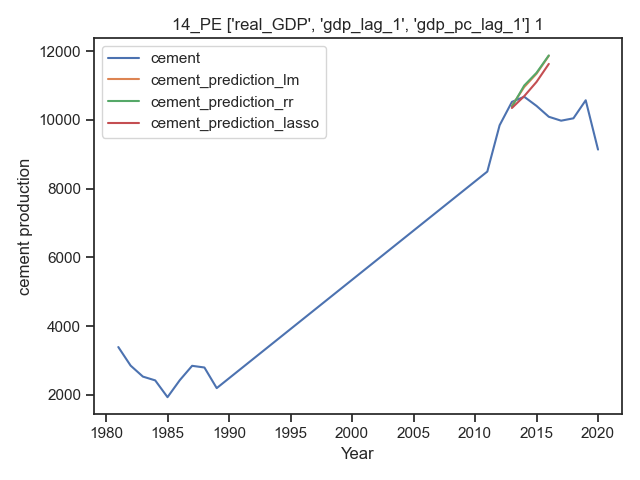 14_PE ['real_GDP', 'gdp_lag_1', 'gdp_pc_lag_1'] 1
cement
cement_prediction_lm
cement_prediction_rr
cement_prediction_lasso
12000
10000
8000
6000
4000
2000
cement production
1980 1985 1990 1995 2000 2005 2010 2015 2020
Year